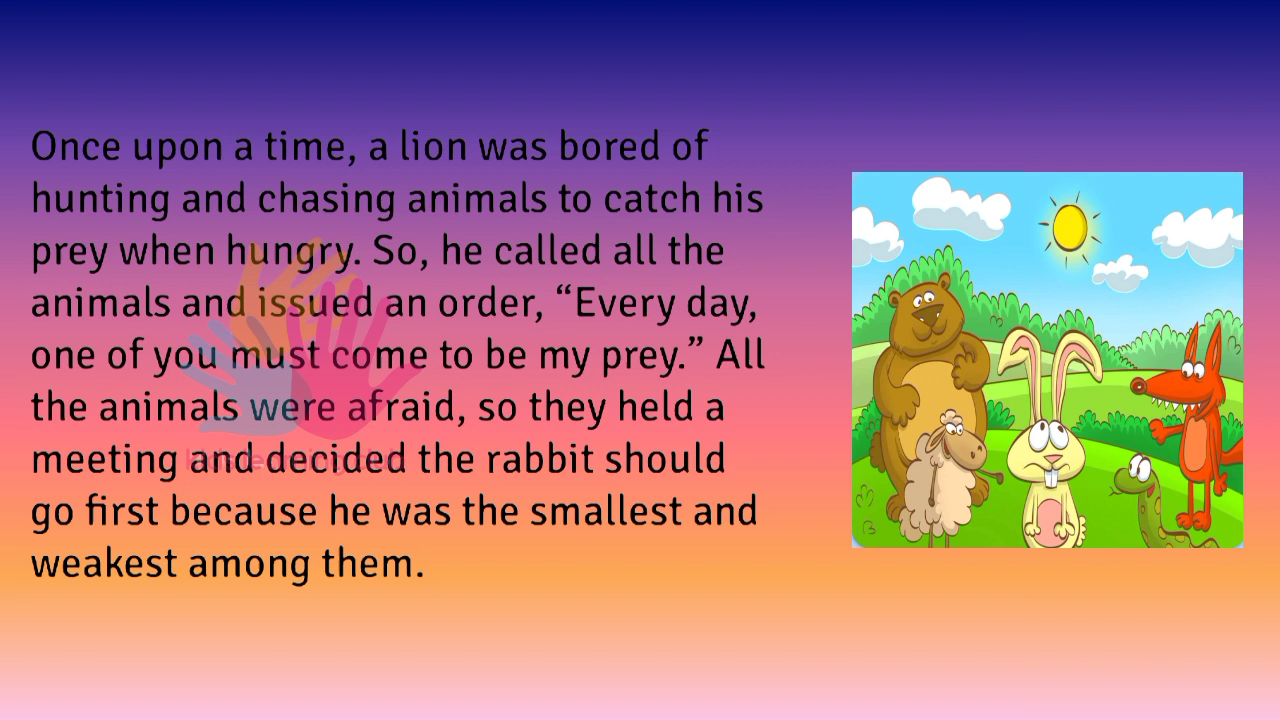 Once upon a time, a lion was bored of
hunting and chasing animals to catch his
prey when hungry. So, he called all the
animals and issued an order, “Every day,
one of you must come to be my prey.” All
the animals were afraid, so they held a
meeting and decided the rabbit should
go first because he was the smallest and
weakest among them.